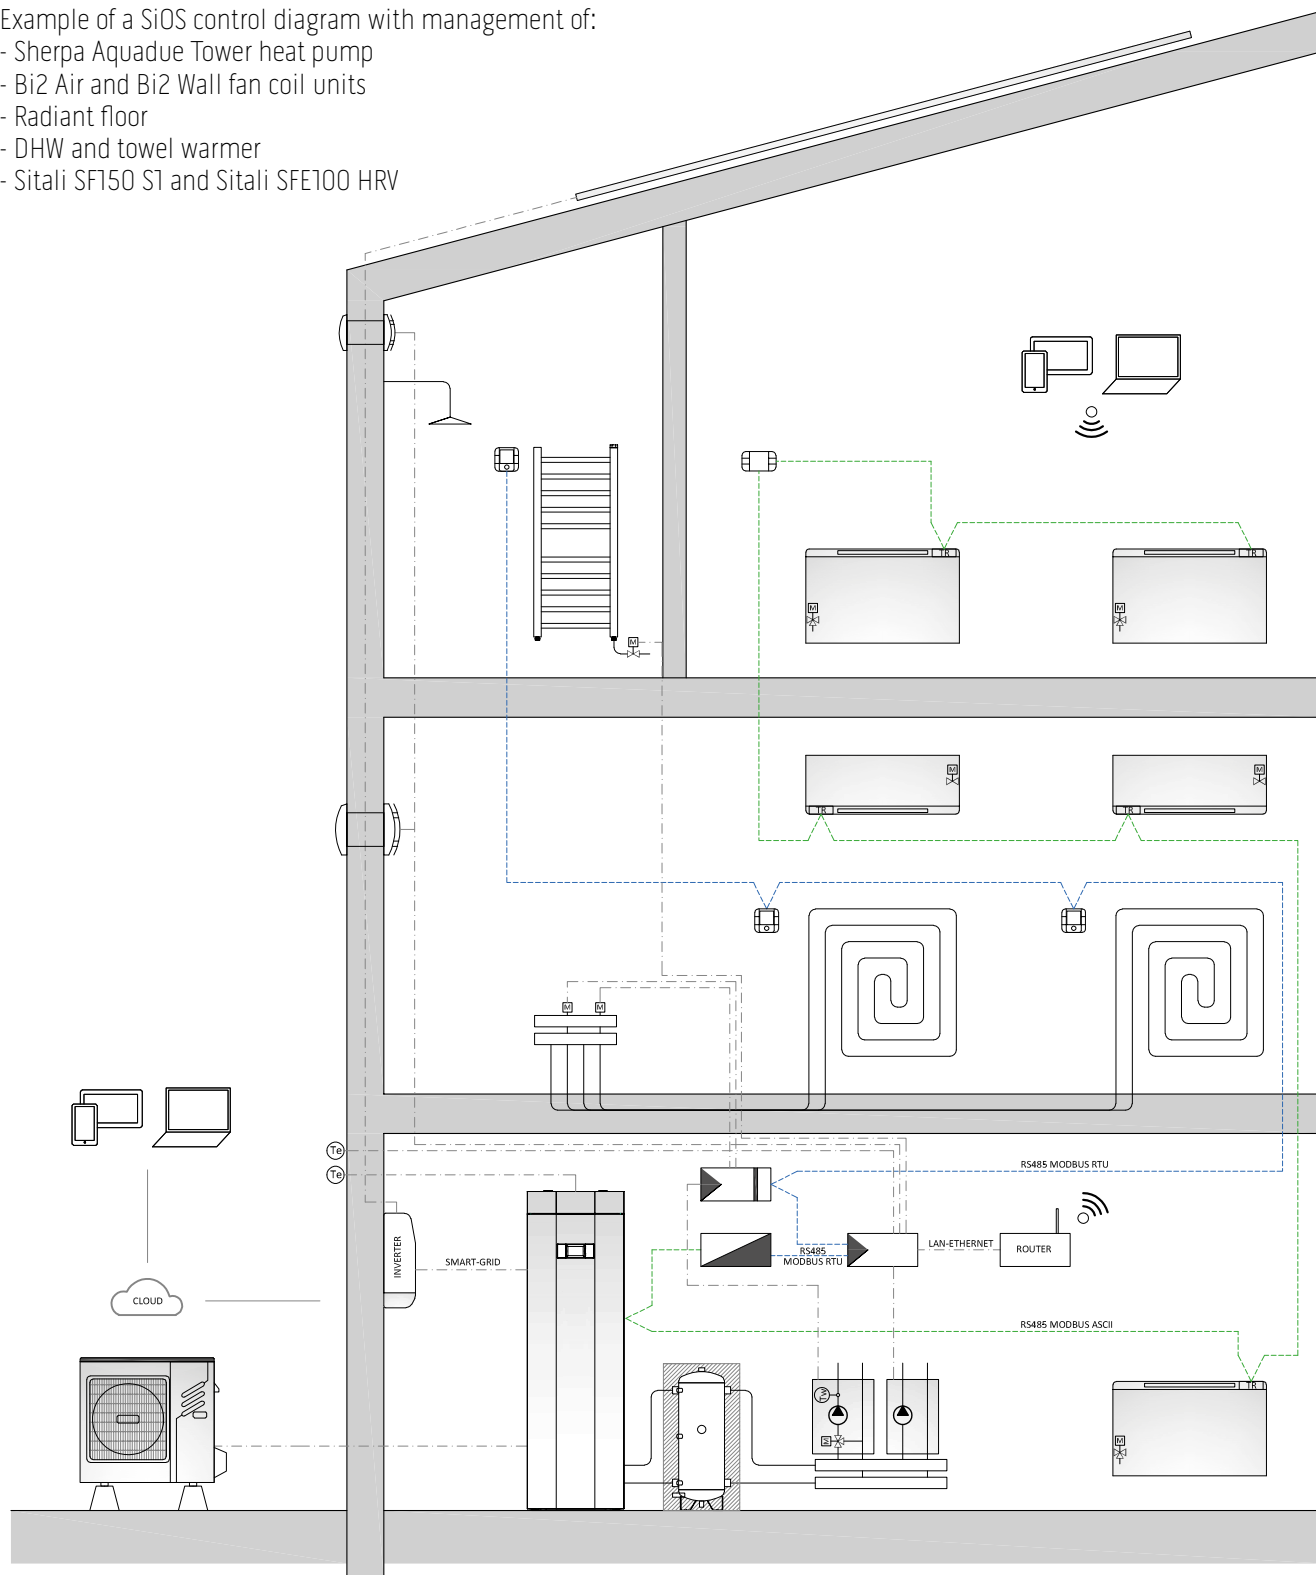 Example of a SiOS control diagram with management of:
- Sherpa Aquadue Tower heat pump
- Bi2 Air and Bi2 Wall fan coil units
- Radiant floor
- DHW and towel warmer
- Sitali SF150 S1 and Sitali SFE100 HRV
M
TR
TR
M
M
M
M
TR
TR
M
M
Te
Te
RS485 MODBUS RTU
INVERTER
SMART-GRID
RS485
MODBUS RTU
LAN-ETHERNET
ROUTER
CLOUD
RS485 MODBUS ASCII
TW
M
TR
M